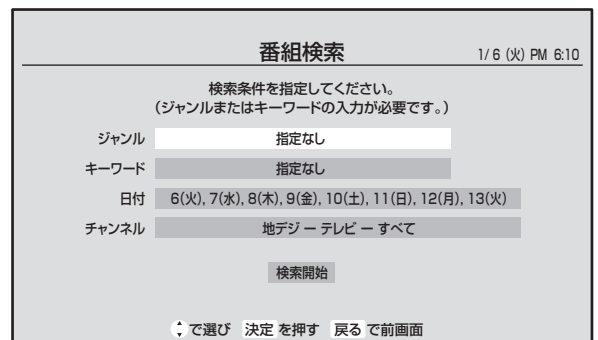 番組検索 1/ 6 (火) PM 6:10
検索条件を指定してください。
(ジャンルまたはキーワードの入力が必要です。)
ジャンル 指定なし
キーワード 指定なし
日付 6(火), 7(水), 8(木), 9(金), 10(土), 11(日), 12(月), 13(火)
チャンネル 地デジ ー テレビ ー すべて
検索開始
で選び 決定 を押す 戻る で前画面